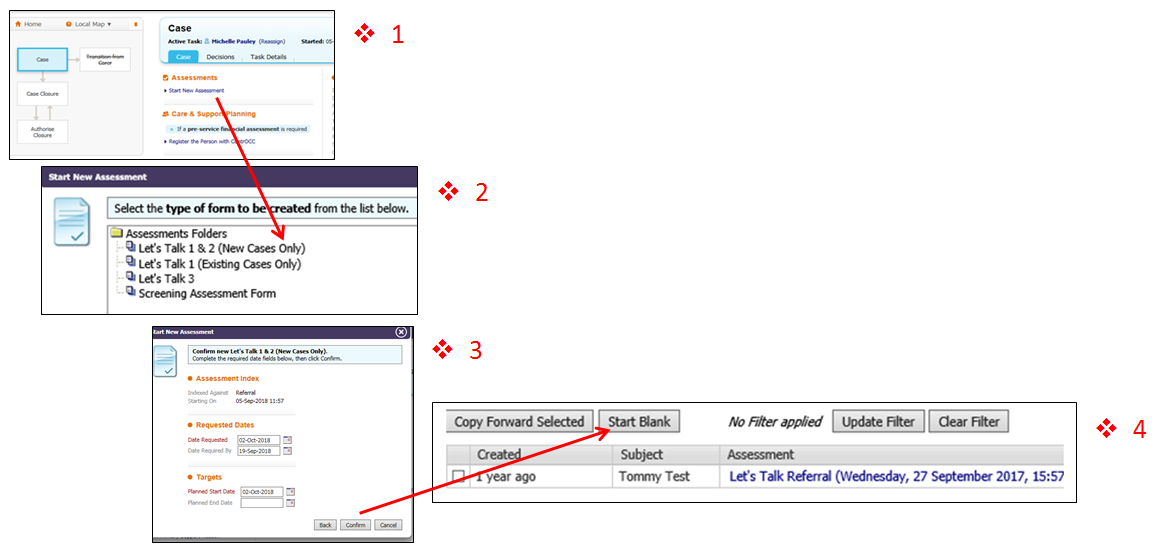 Home
Local Map ▼
Case
Transition from Carer
Case Closure
Authorise
Closure
Case
Active Task: Michelle Pauley (Reassign) Started: 05-
Case Decisions Task Details
Assessments
Start New Assessment
Care & Support Planning
If a pre-service financial assessment is required
Register the Person with ContrOCC
1
Start New Assessment
Select the type of form to be created from the list below.
Assessments Folders
Let's Talk 1 & 2 (New Cases Only)
Let's Talk 1 (Existing Cases Only)
Let's Talk 3
Screening Assessment Form
2
tart New Assessment
Confirm new Let's Talk 1 & 2 (New Cases Only).
Complete the required date fields below, then click Confirm.
Assessment Index
Indexed Against Referral
Starting On 05-Sep-2018 11:57
Requested Dates
Date Requested 02-Oct-2018
Date Required By 19-Sep-2018
Targets
Planned Start Date 02-Oct-2018
Planned End Date
Back Confirm Cancel
3
Copy Forward Selected Start Blank No Filter applied Update Filter Clear Filter
Created Subject Assessment
1 year ago Tommy Test Let's Talk Referral (Wednesday, 27 September 2017, 15:57
4